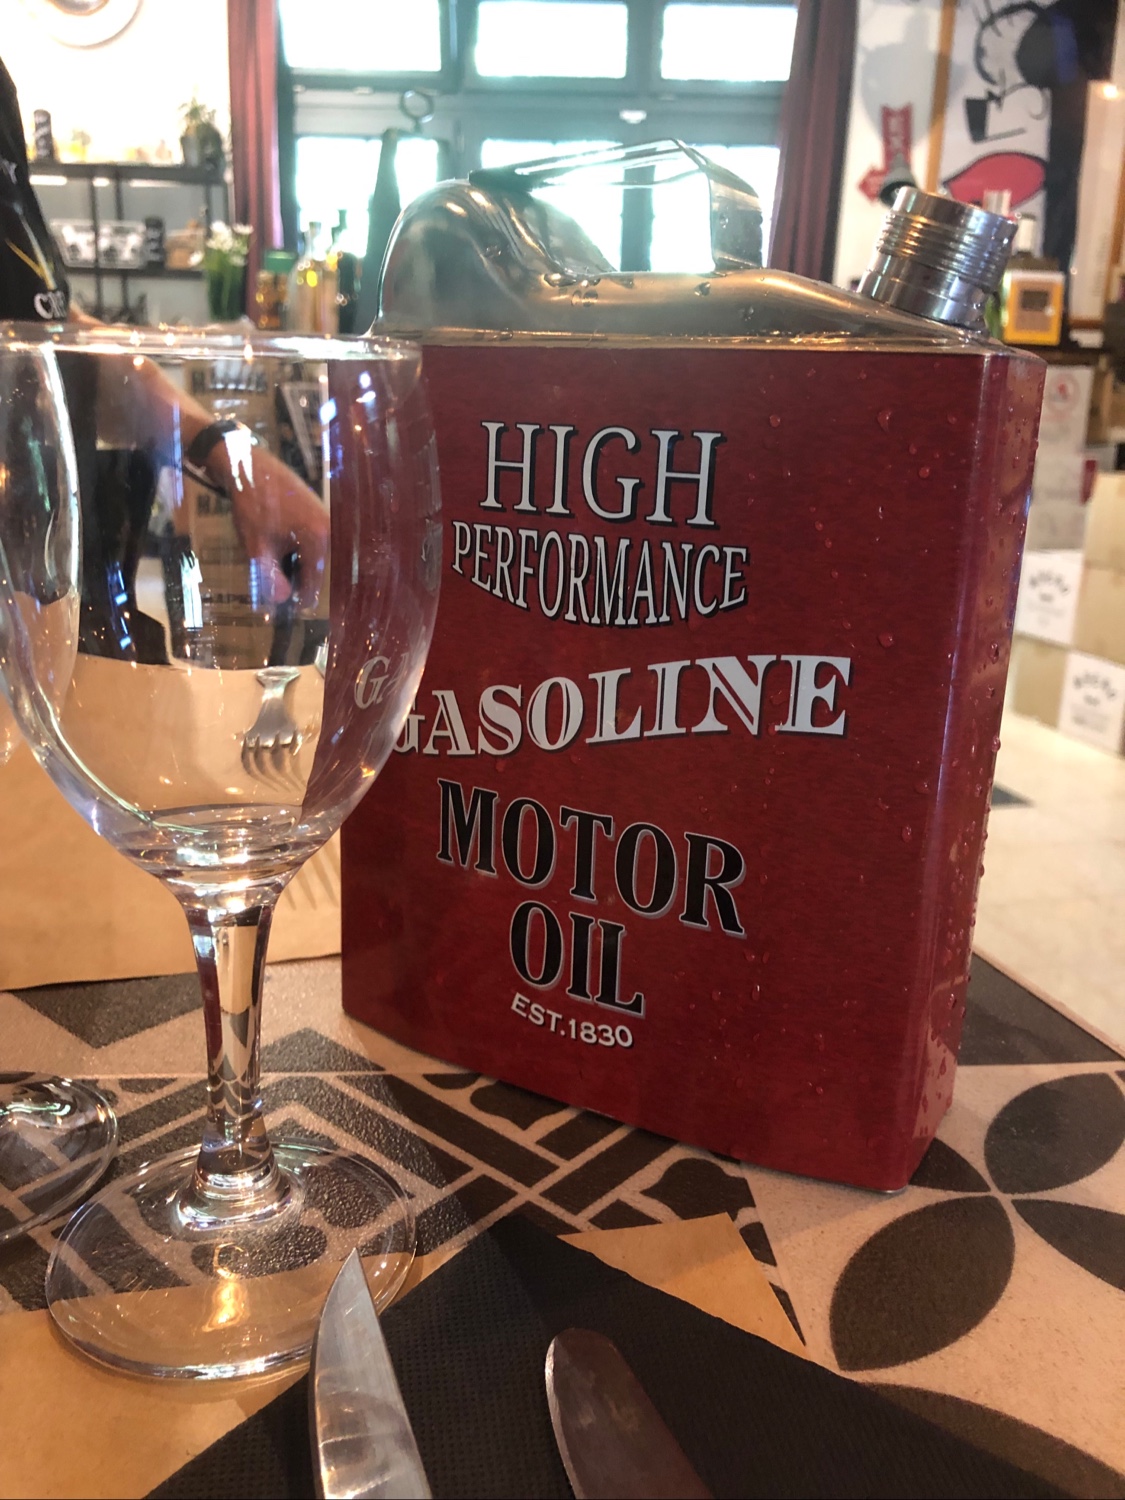 HIGH
PERFORMANCE
GASOLINE
MOTOR
OIL
EST.1830